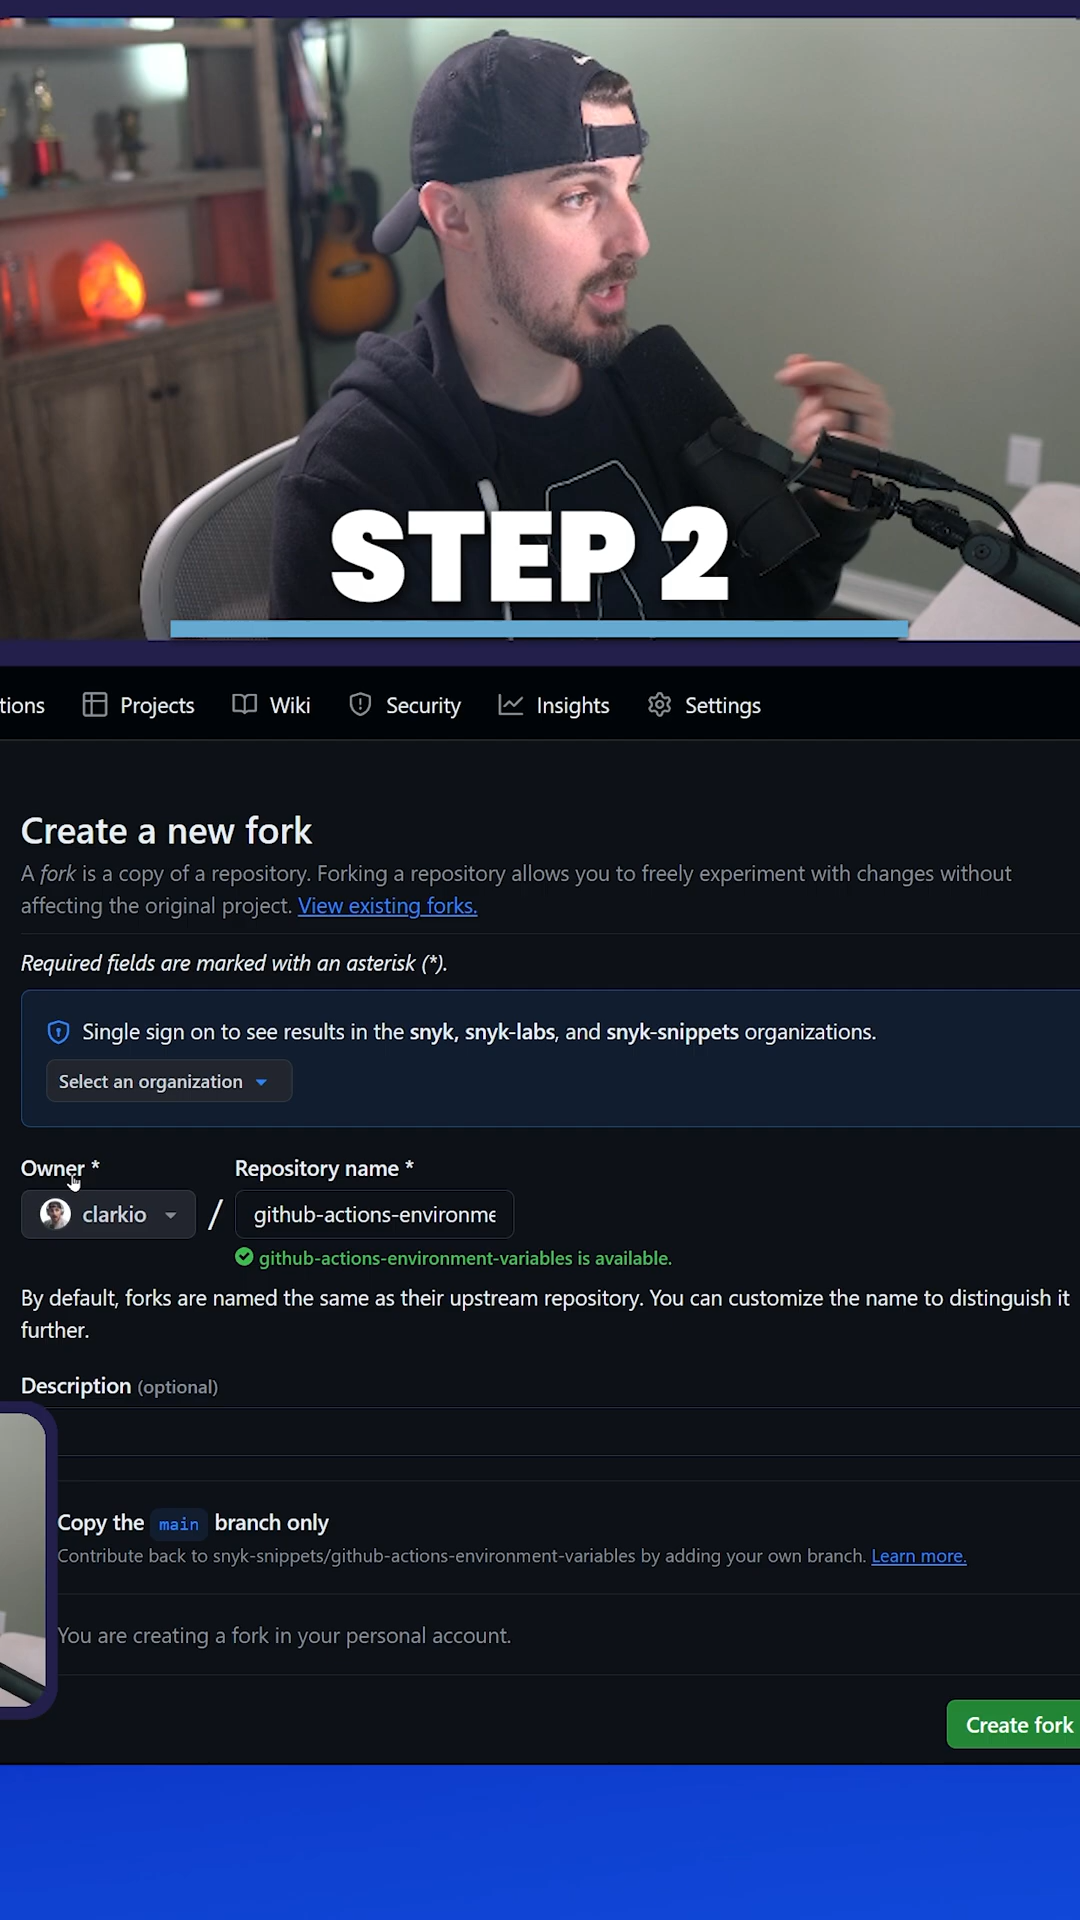 STEP 2
tions Projects Wiki Security Insights Settings
Create a new fork
A fork is a copy of a repository. Forking a repository allows you to freely experiment with changes without
affecting the original project. View existing forks.
Required fields are marked with an asterisk (*).
Single sign on to see results in the snyk, snyk-labs, and snyk-snippets organizations.
Select an organization
Owner * Repository name *
clarkio / github-actions-environme
github-actions-environment-variables is available.
By default, forks are named the same as their upstream repository. You can customize the name to distinguish it
further.
Description (optional)
Copy the main branch only
Contribute back to snyk-snippets/github-actions-environment-variables by adding your own branch. Learn more.
You are creating a fork in your personal account.
Create fork